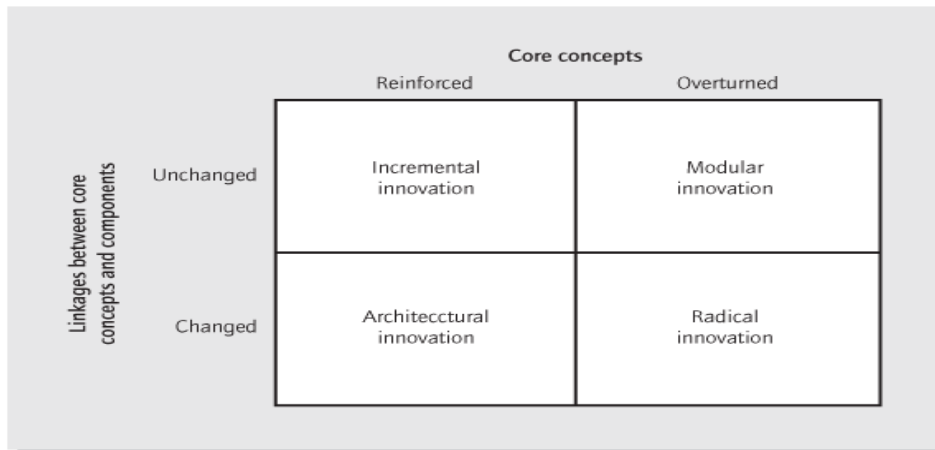 Core concepts
Reinforced Overturned
Linkages between core
concepts and components
Unchanged
Incremental
innovation
Modular
innovation
Changed
Architecctural
innovation
Radical
innovation